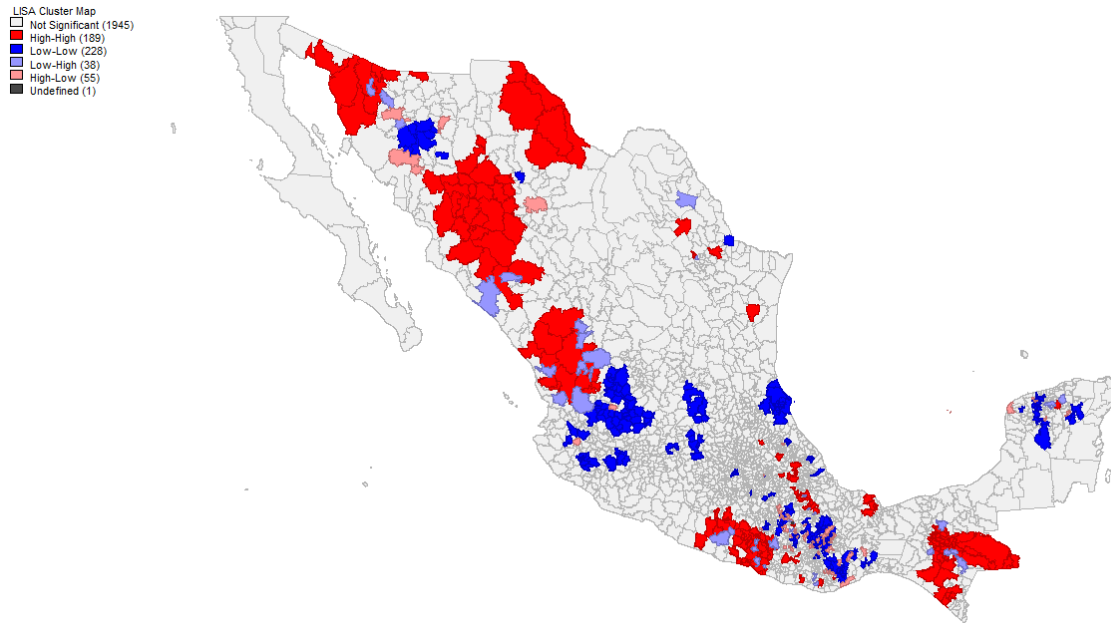 LISA Cluster Map
Not Significant (1945)
High-High (189)
Low-Low (228)
Low-High (38)
High-Low (55)
Undefined (1)